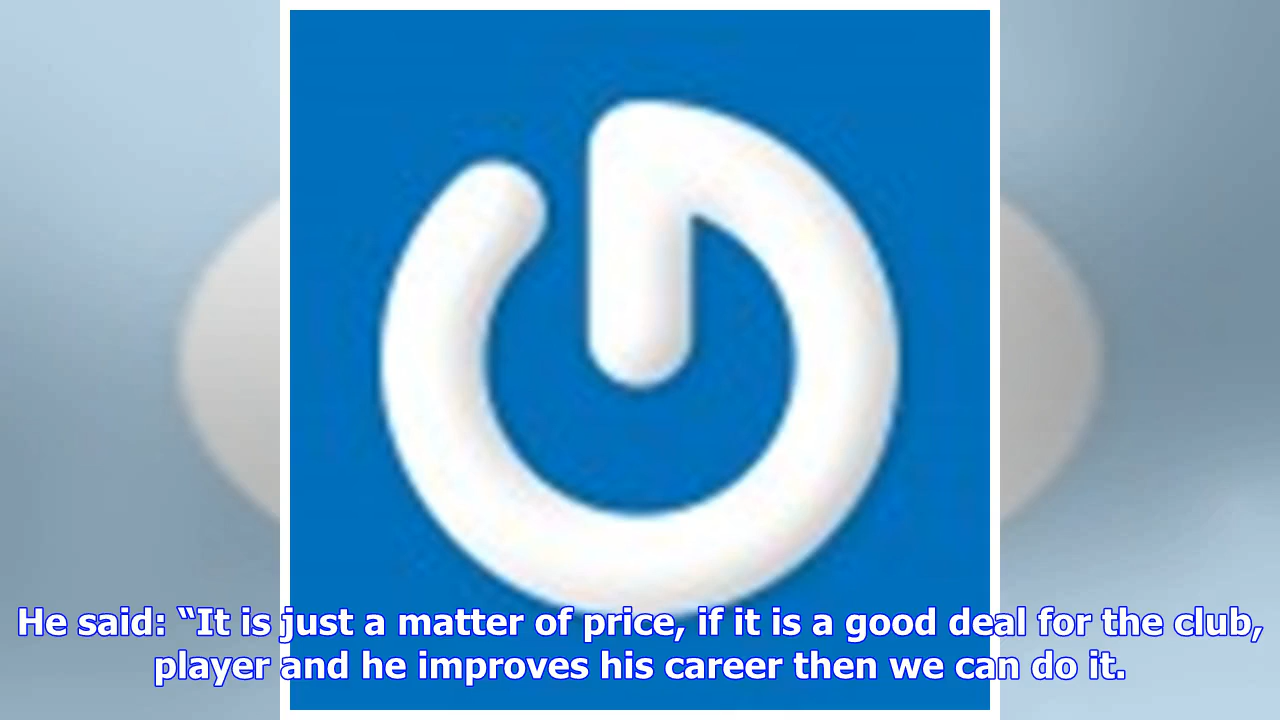 He said: “It is just a matter of price, if it is a good deal for the club,
player and he improves his career then we can do it.